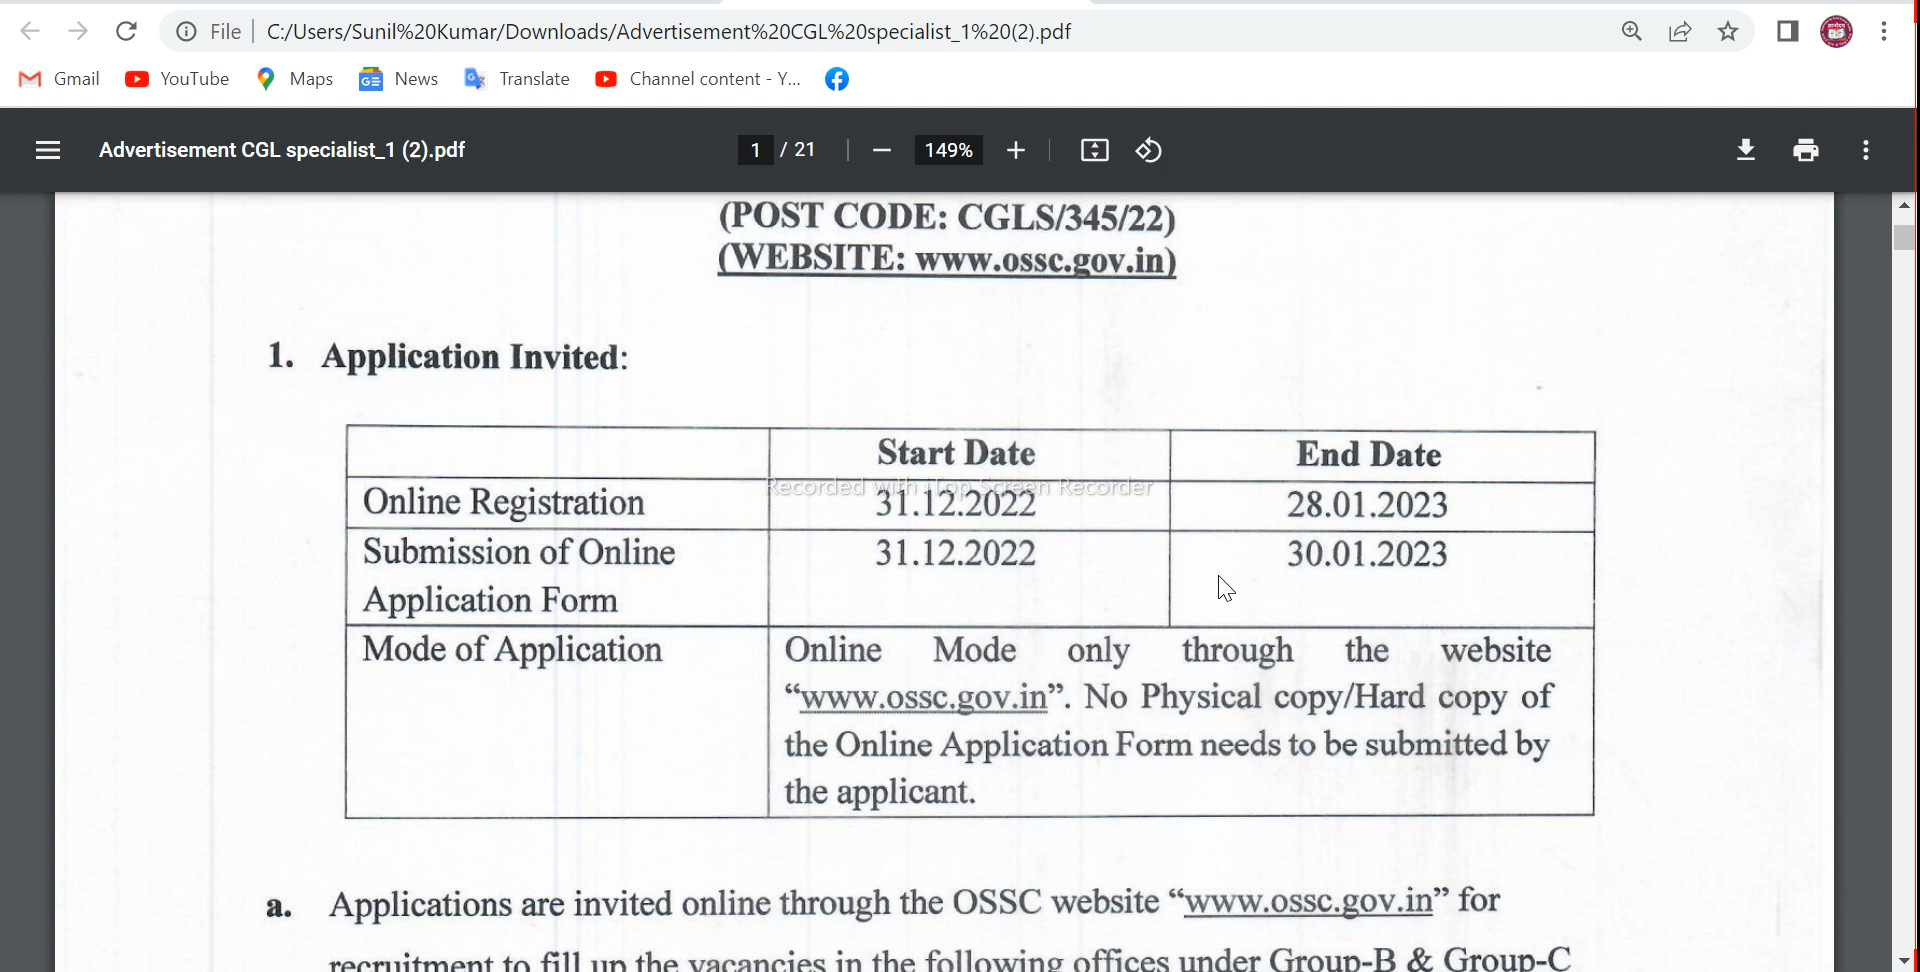 File C:/Users/Sunil%20Kumar/Downloads/Advertisement%20CGL%20specialist_1%20(2).pdf
Gmail YouTube Maps News Translate Channel content - Y...
Advertisement CGL specialist_1 (2).pdf 1 / 21 149%
(POST CODE: CGLS/345/22)
(WEBSITE: www.ossc.gov.in)
1. Application Invited:
Start Date End Date
Recorded with iTop Screen Recorder
Online Registration 31.12.2022 28.01.2023
Submission of Online 31.12.2022 30.01.2023
Application Form
Mode of Application Online Mode only through the website
“www.ossc.gov.in”. No Physical copy/Hard copy of
the Online Application Form needs to be submitted by
the applicant.
a. Applications are invited online through the OSSC website “www.ossc.gov.in” for
recruitment to fill up the vacancies in the following offices under Group-B & Group-C